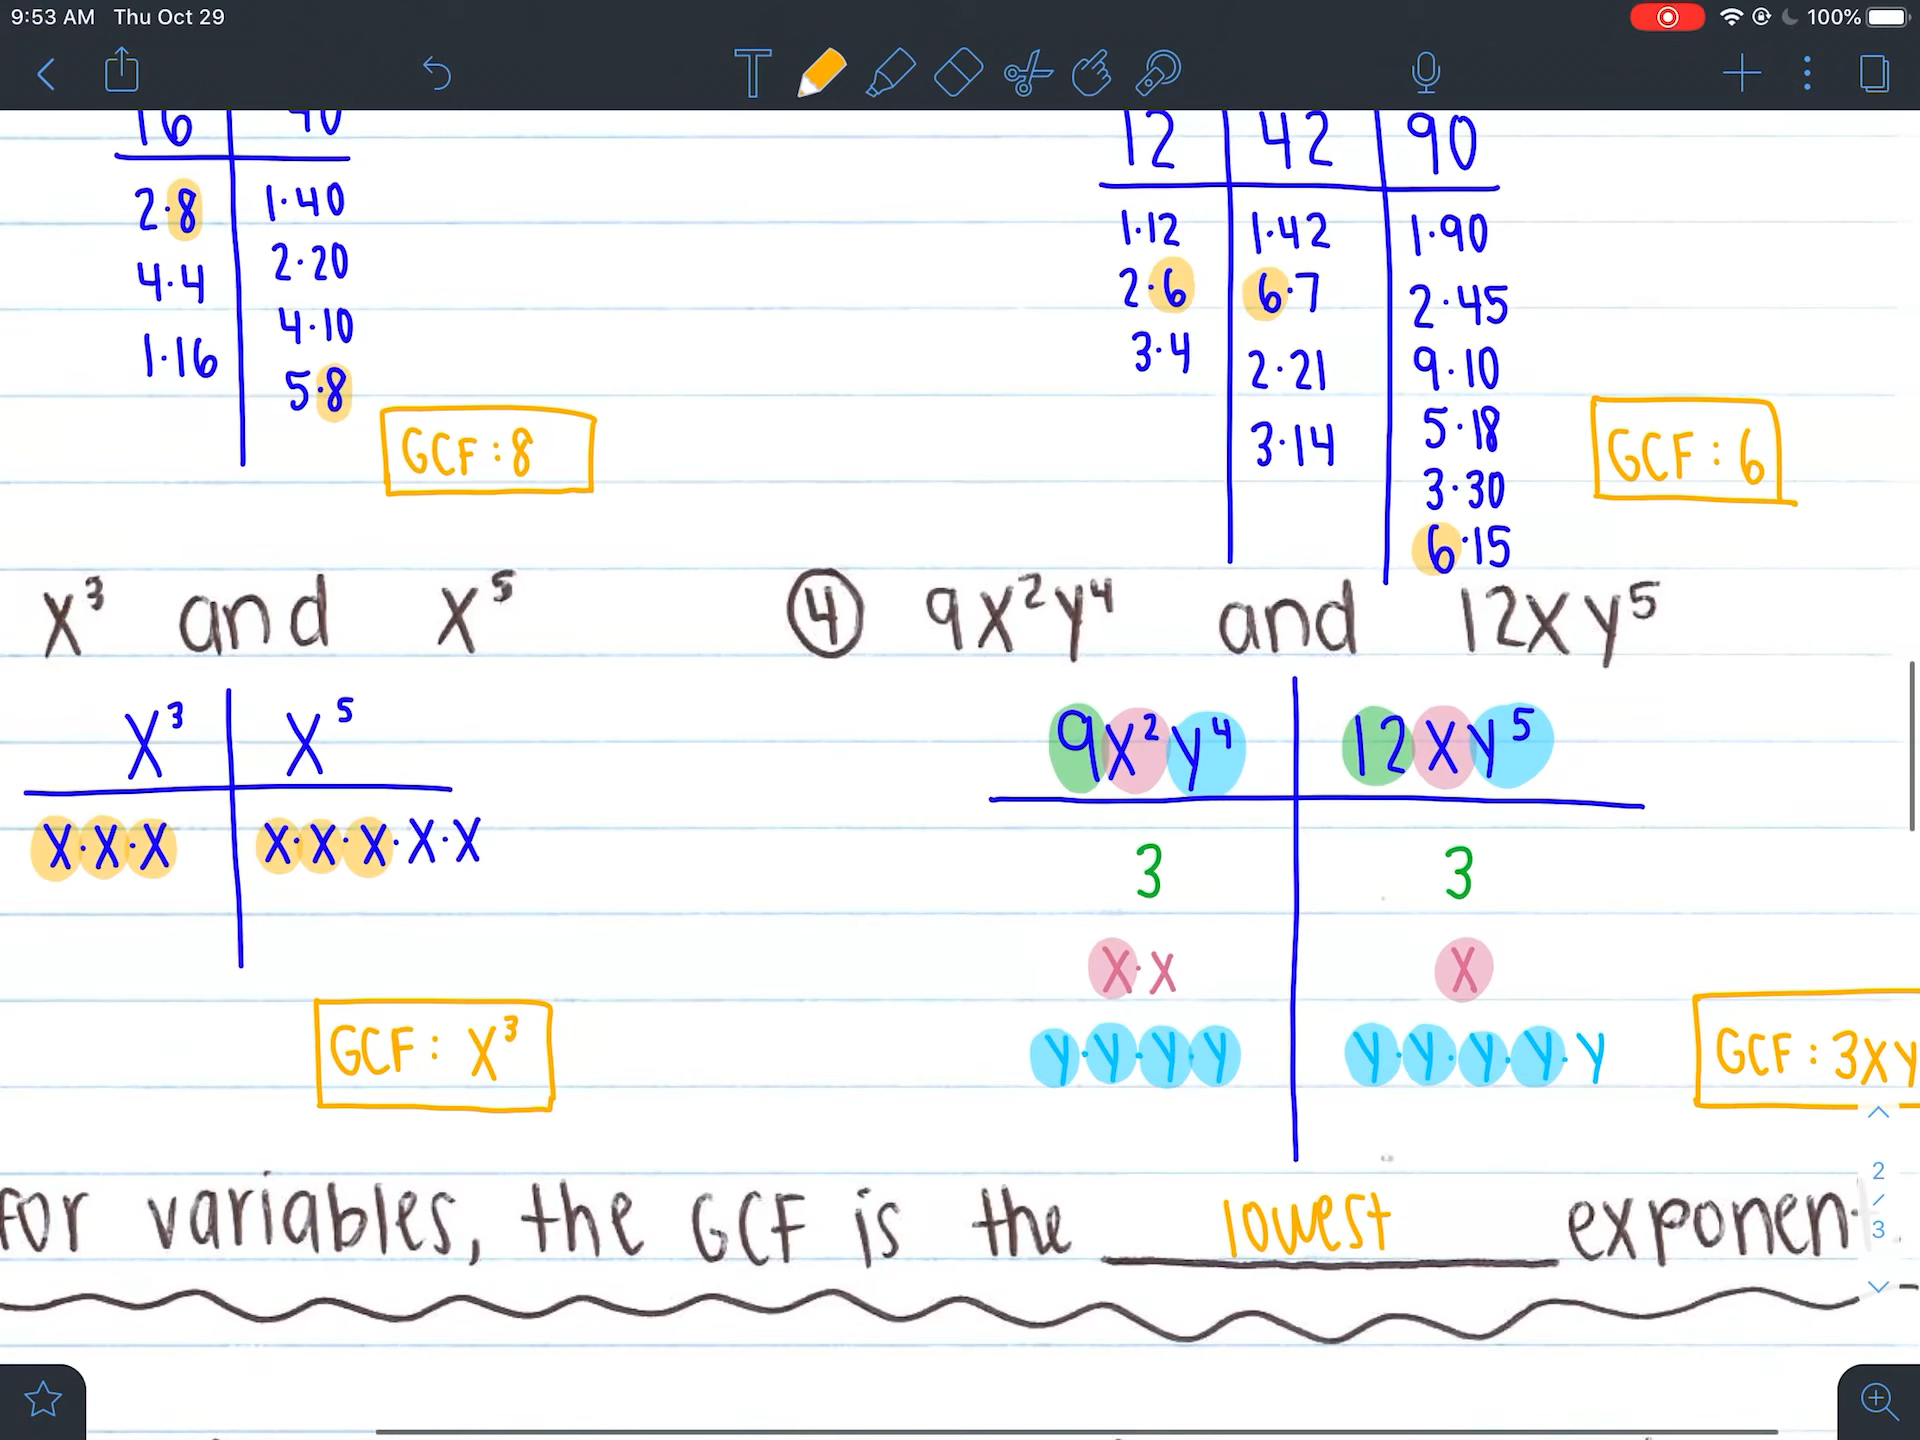 9:53 AM Thu Oct 29
100%
16 | 40
2·8 | 1·40
4·4 | 2·20
1·16 | 4·10
5·8
GCF : 8
12 | 42 | 90
1·12 | 1·42 | 1·90
2·6 | 6·7 | 2·45
3·4 | 2·21 | 9·10
3·14 | 5·18
3·30
6·15
GCF : 6
x³ and x⁵
x³ | x⁵
x·x·x | x·x·x·x·x
GCF : x³
④ 9x²y⁴ and 12xy⁵
9x²y⁴ | 12xy⁵
3 | 3
x·x | x
y·y·y·y | y·y·y·y·y
GCF : 3xy
for variables, the GCF is the lowest exponen
2
/
3